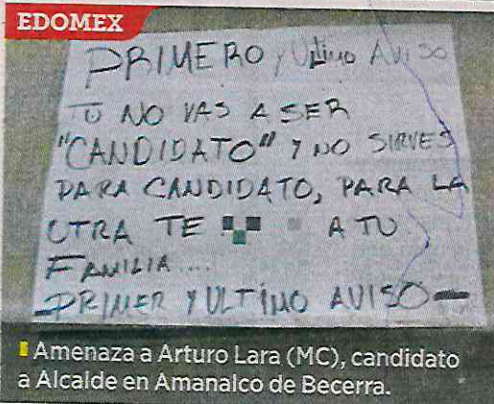 EDOMEX
PRIMERO y Ultimo AVISO
TU NO VAS A SER
"CANDIDATO" Y NO SIRVES
PARA CANDIDATO, PARA LA
OTRA TE A TU
FAMILIA...
PRIMER Y ULTIMO AVISO
Amenaza a Arturo Lara (MC), candidato
a Alcalde en Amanalco de Becerra.